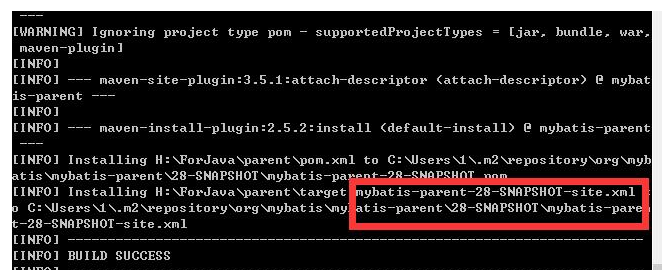 ---
[WARNING] Ignoring project type pom - supportedProjectTypes = [jar, bundle, war,
maven-plugin]
[INFO]
[INFO] --- maven-site-plugin:3.5.1:attach-descriptor (attach-descriptor) @ mybat
is-parent ---
[INFO]
[INFO] --- maven-install-plugin:2.5.2:install (default-install) @ mybatis-parent
---
[INFO] Installing H:\ForJava\parent\pom.xml to C:\Users\1\.m2\repository\org\myb
atis\mybatis-parent\28-SNAPSHOT\mybatis-parent-28-SNAPSHOT.pom
[INFO] Installing H:\ForJava\parent\target mybatis-parent-28-SNAPSHOT-site.xml
o C:\Users\1\.m2\repository\org\mybatis\mybatis-parent\28-SNAPSHOT\mybatis-paren
t-28-SNAPSHOT-site.xml
[INFO] ------------------------------------------------------------------------
[INFO] BUILD SUCCESS
[INFO]